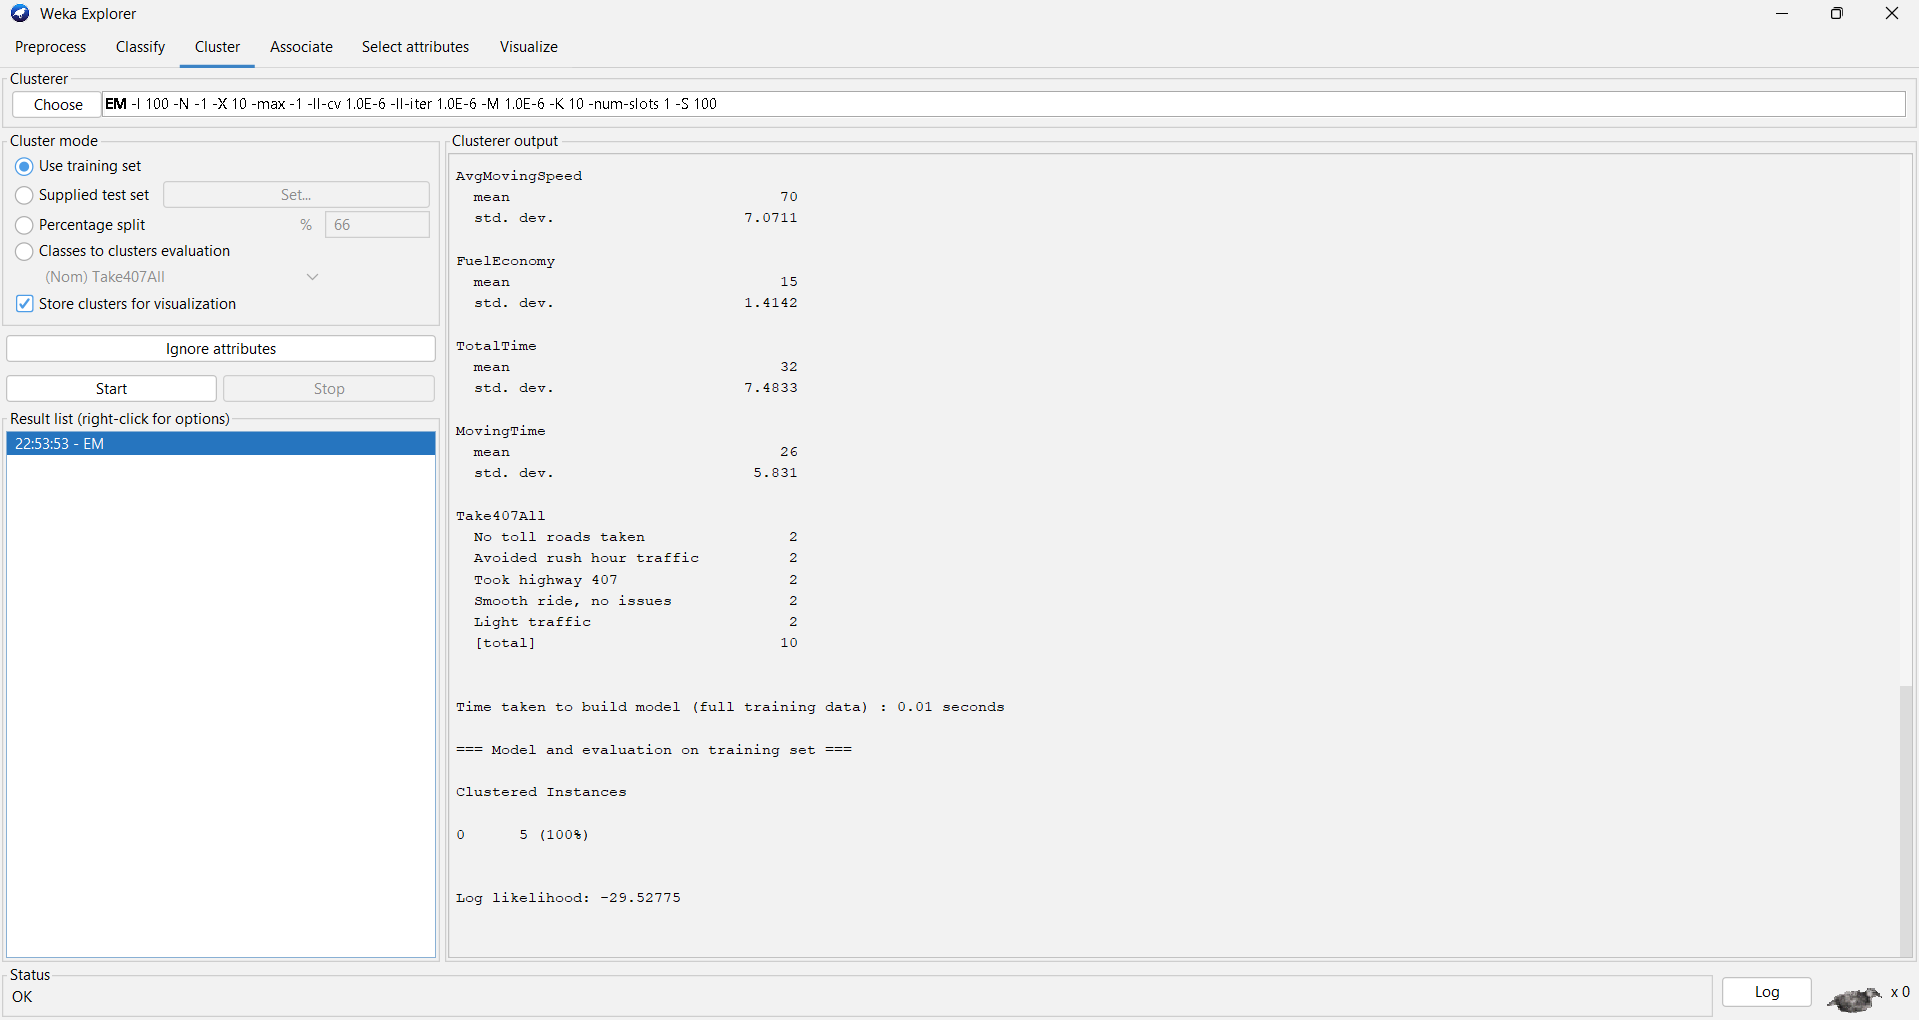 Weka Explorer
Preprocess Classify Cluster Associate Select attributes Visualize
Clusterer
Choose EM -I 100 -N -1 -X 10 -max -1 -ll-cv 1.0E-6 -ll-iter 1.0E-6 -M 1.0E-6 -K 10 -num-slots 1 -S 100
Cluster mode
Use training set
Supplied test set Set...
Percentage split % 66
Classes to clusters evaluation
(Nom) Take407All
Store clusters for visualization
Ignore attributes
Start Stop
Result list (right-click for options)
22:53:53 - EM
Clusterer output
AvgMovingSpeed
mean 70
std. dev. 7.0711
FuelEconomy
mean 15
std. dev. 1.4142
TotalTime
mean 32
std. dev. 7.4833
MovingTime
mean 26
std. dev. 5.831
Take407All
No toll roads taken 2
Avoided rush hour traffic 2
Took highway 407 2
Smooth ride, no issues 2
Light traffic 2
[total] 10
Time taken to build model (full training data) : 0.01 seconds
=== Model and evaluation on training set ===
Clustered Instances
0 5 (100%)
Log likelihood: -29.52775
Status
OK
Log x 0